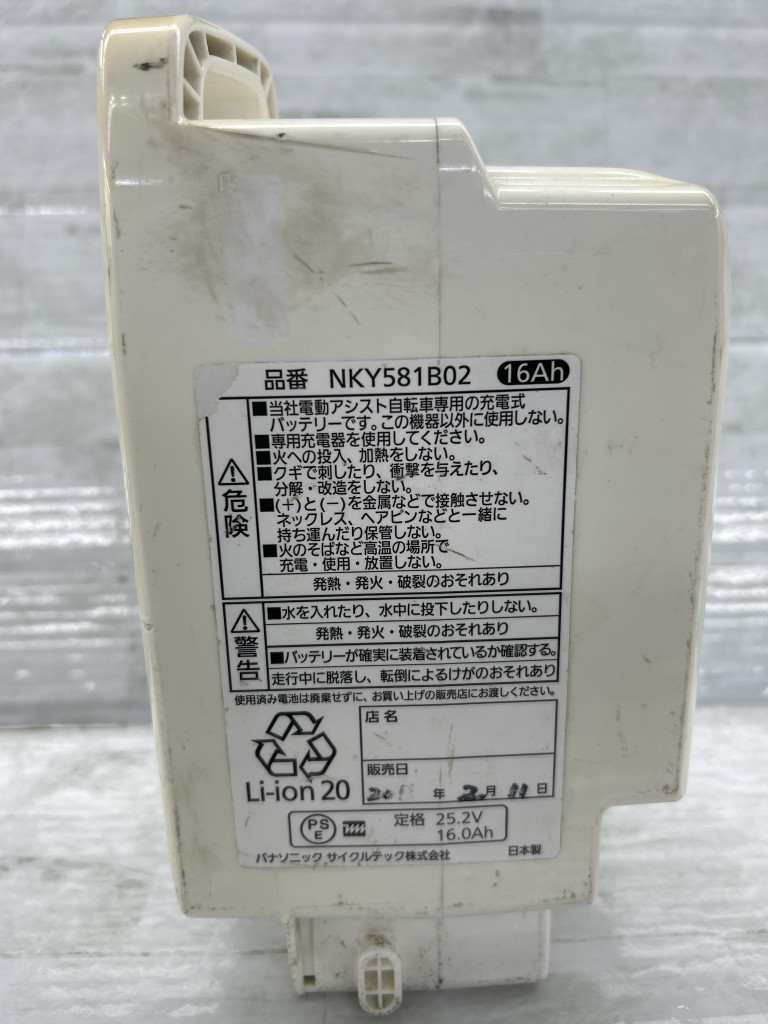 品番 NKY581B02 16Ah
危険
■当社電動アシスト自転車専用の充電式
バッテリーです。この機器以外に使用しない。
■専用充電器を使用してください。
■火への投入、加熱をしない。
■クギで刺したり、衝撃を与えたり、
分解・改造をしない。
■(+)と(−)を金属などで接触させない。
ネックレス、ヘアピンなどと一緒に
持ち運んだり保管しない。
■火のそばなど高温の場所で
充電・使用・放置しない。
発熱・発火・破裂のおそれあり
警告
■水を入れたり、水中に投下したりしない。
発熱・発火・破裂のおそれあり
■バッテリーが確実に装着されているか確認する。
走行中に脱落し、転倒によるけがのおそれあり
使用済み電池は廃棄せずに、お買い上げの販売店にお渡しください。
Li-ion 20
店名
販売日
年 2月 11日
PS
E
定格 25.2V
16.0Ah
パナソニック サイクルテック株式会社 日本製